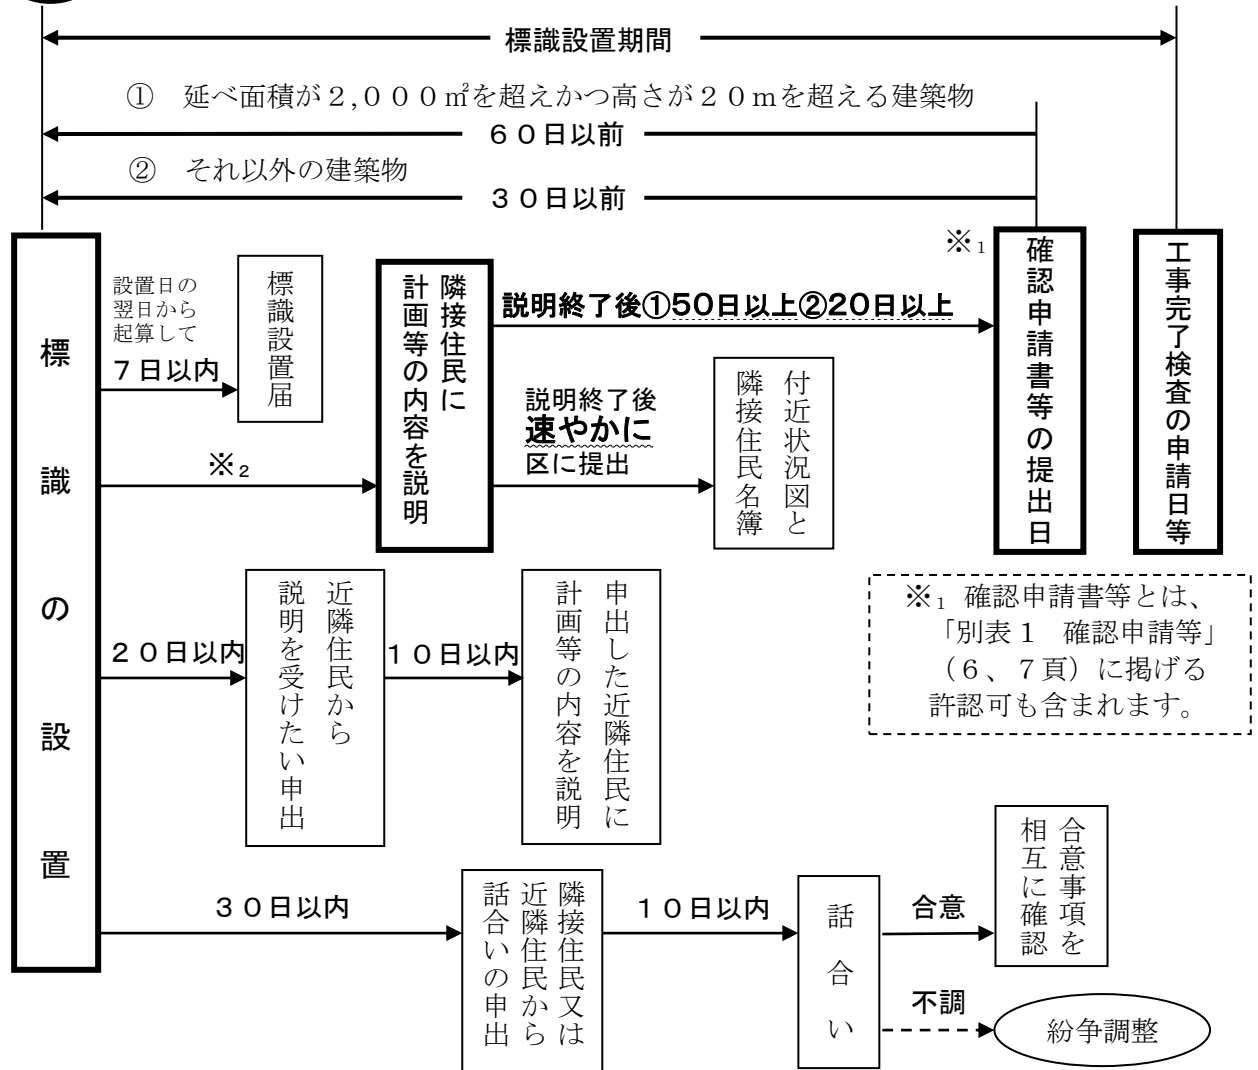 標識設置期間
① 延べ面積が２,０００㎡を超えかつ高さが２０ｍを超える建築物
６０日以前
② それ以外の建築物
３０日以前
標識の設置
設置日の
翌日から
起算して
７日以内
標識設置届
※２
隣接住民に
計画等の内容を説明
説明終了後①50日以上②20日以上
説明終了後
速やかに
区に提出
付近状況図と
隣接住民名簿
※１
確認申請書等の提出日
工事完了検査の申請日等
※１ 確認申請書等とは、
「別表１ 確認申請等」
（６、７頁）に掲げる
許認可も含まれます。
２０日以内
近隣住民から
説明を受けたい申出
１０日以内
申出した近隣住民に
計画等の内容を説明
３０日以内
隣接住民又は
近隣住民から
話合いの申出
１０日以内
話合い
合意
合意事項を
相互に確認
不調
紛争調整